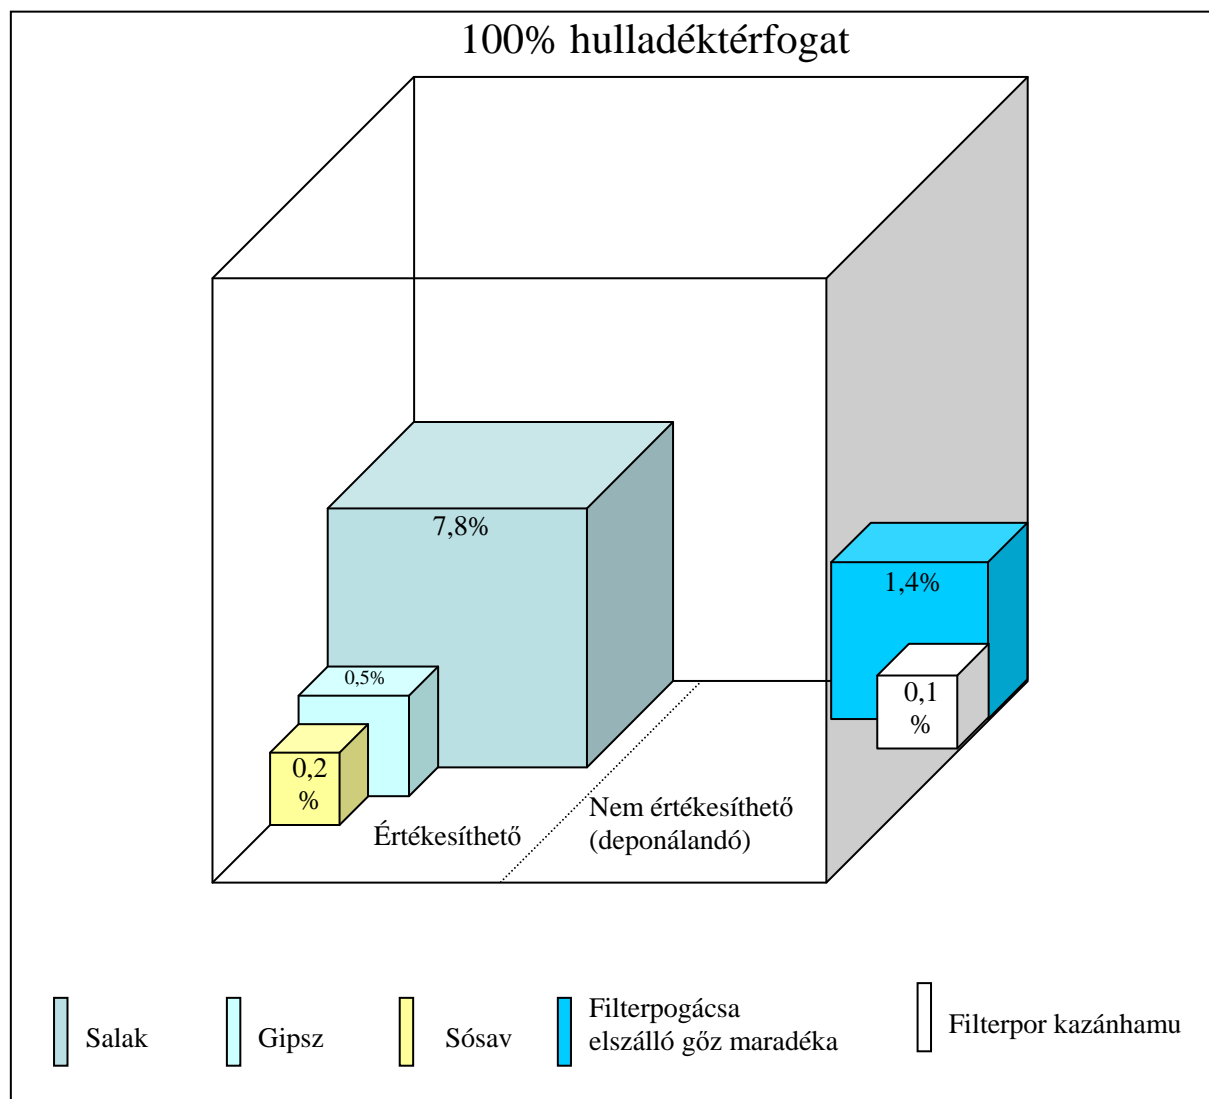 100% hulladéktérfogat
7,8%
1,4%
0,5%
0,1
%
0,2
%
Értékesíthető
Nem értékesíthető
(deponálandó)
Salak
Gipsz
Sósav
Filterpogácsa
elszálló gőz maradéka
Filterpor kazánhamu